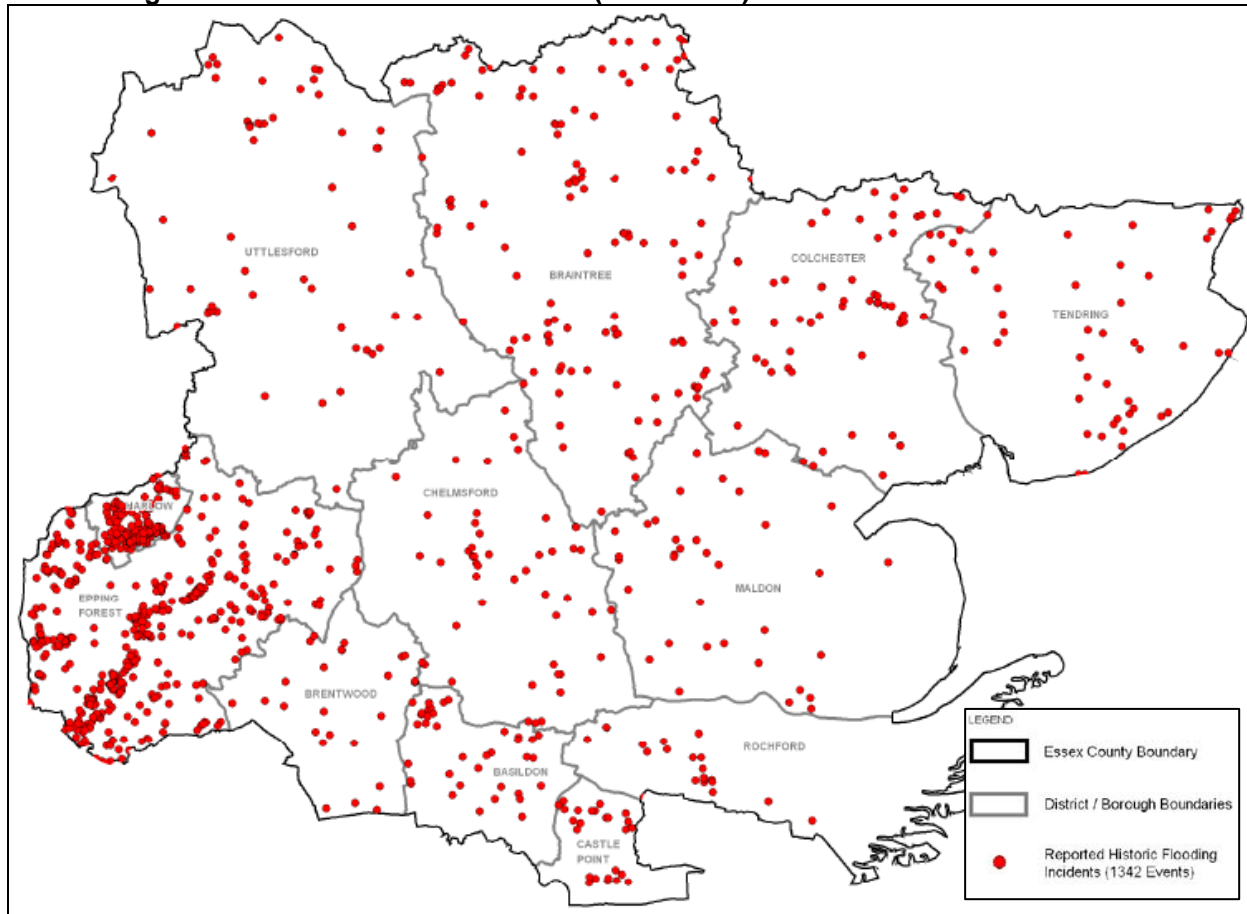 UTTLESFORD
BRAINTREE
COLCHESTER
TENDRING
HARLOW
CHELMSFORD
EPPING
FOREST
MALDON
BRENTWOOD
ROCHFORD
BASILDON
CASTLE
POINT
LEGEND
Essex County Boundary
District / Borough Boundaries
Reported Historic Flooding
Incidents (1342 Events)